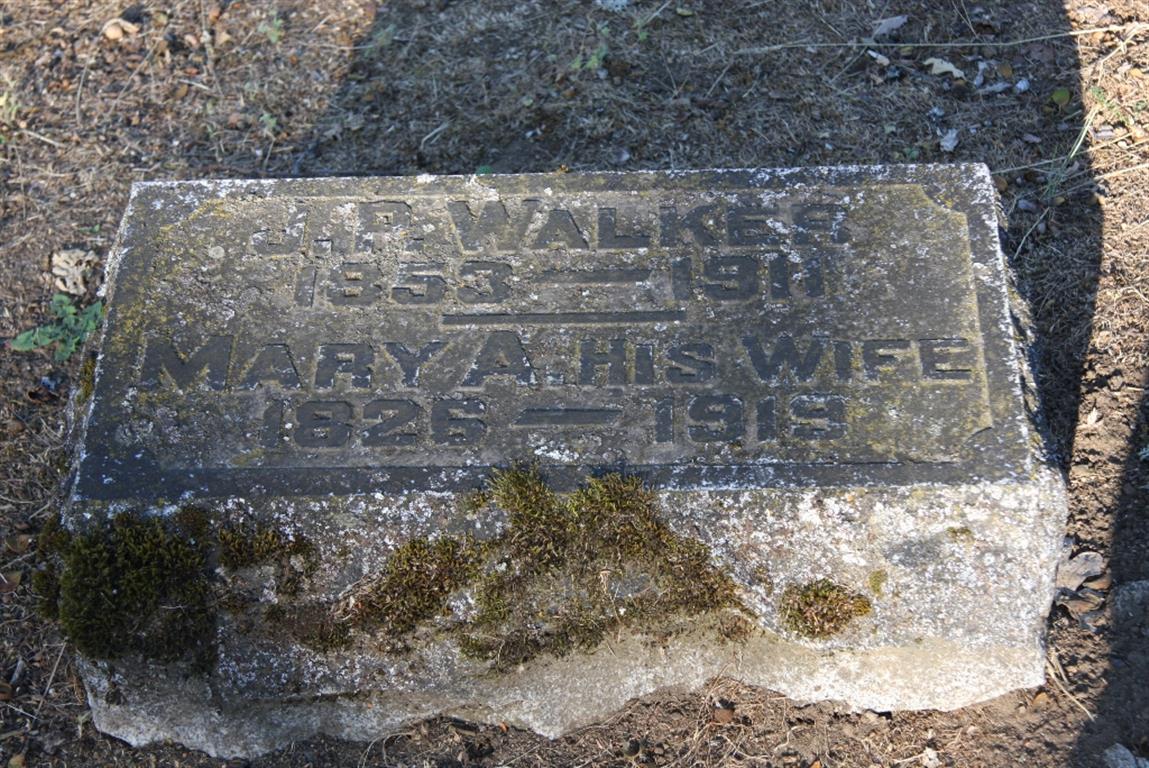 J. P. WALKER
1853 — 1911
MARY A. HIS WIFE
1826 — 1919